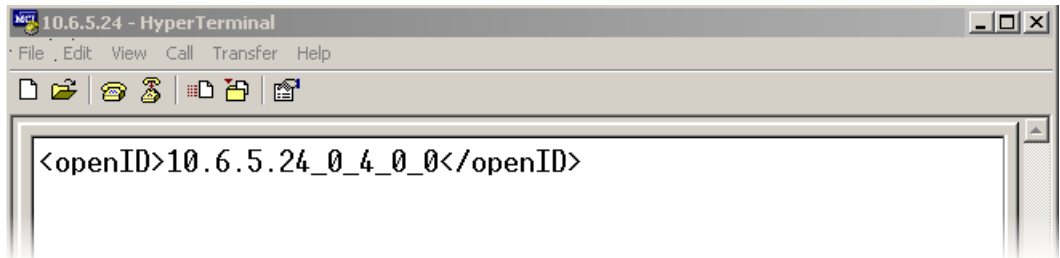 10.6.5.24 - HyperTerminal
File Edit View Call Transfer Help
<openID>10.6.5.24_0_4_0_0</openID>